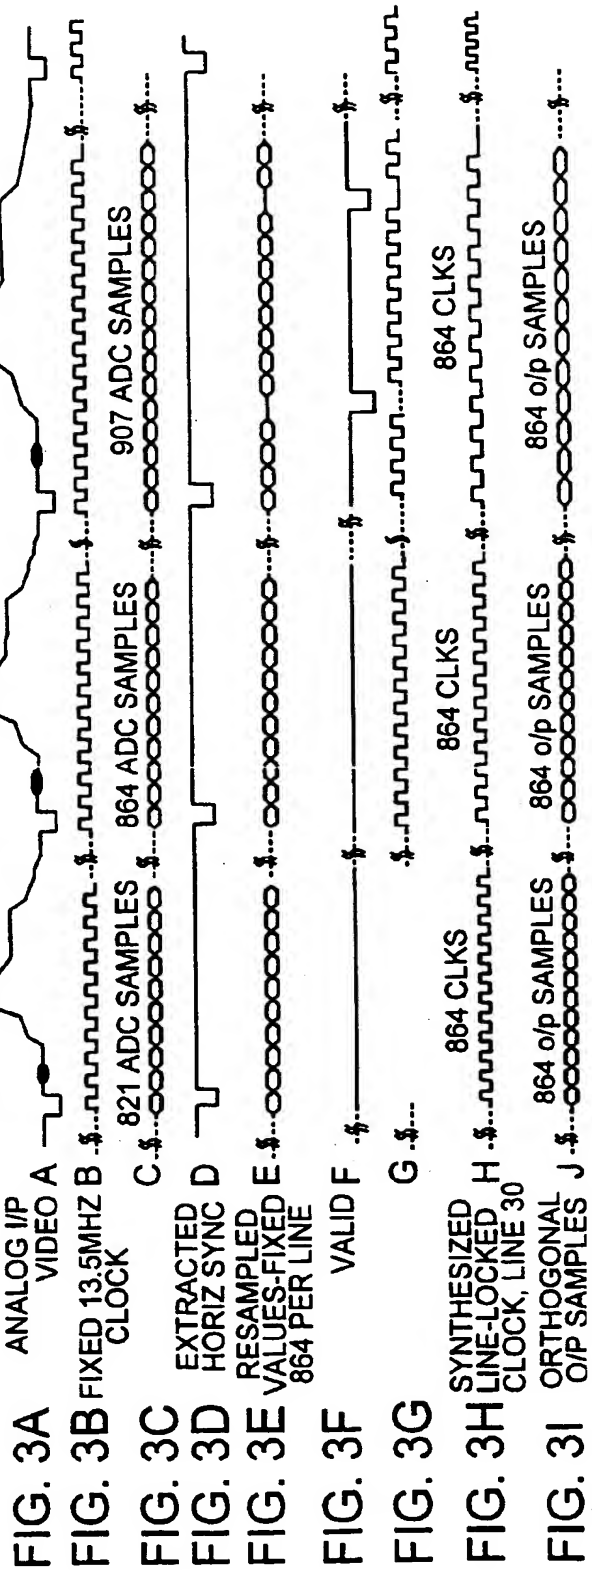 FIG. 3A
ANALOG I/P
VIDEO A
FIG. 3B
FIXED 13.5MHZ B
CLOCK
FIG. 3C
C
821 ADC SAMPLES
864 ADC SAMPLES
907 ADC SAMPLES
FIG. 3D
EXTRACTED
HORIZ SYNC D
FIG. 3E
RESAMPLED
VALUES-FIXED E
864 PER LINE
FIG. 3F
VALID F
FIG. 3G
G
FIG. 3H
SYNTHESIZED
LINE-LOCKED H
CLOCK, LINE 30
864 CLKS
864 CLKS
864 CLKS
FIG. 3I
ORTHOGONAL
O/P SAMPLES J
864 o/p SAMPLES
864 o/p SAMPLES
864 o/p SAMPLES